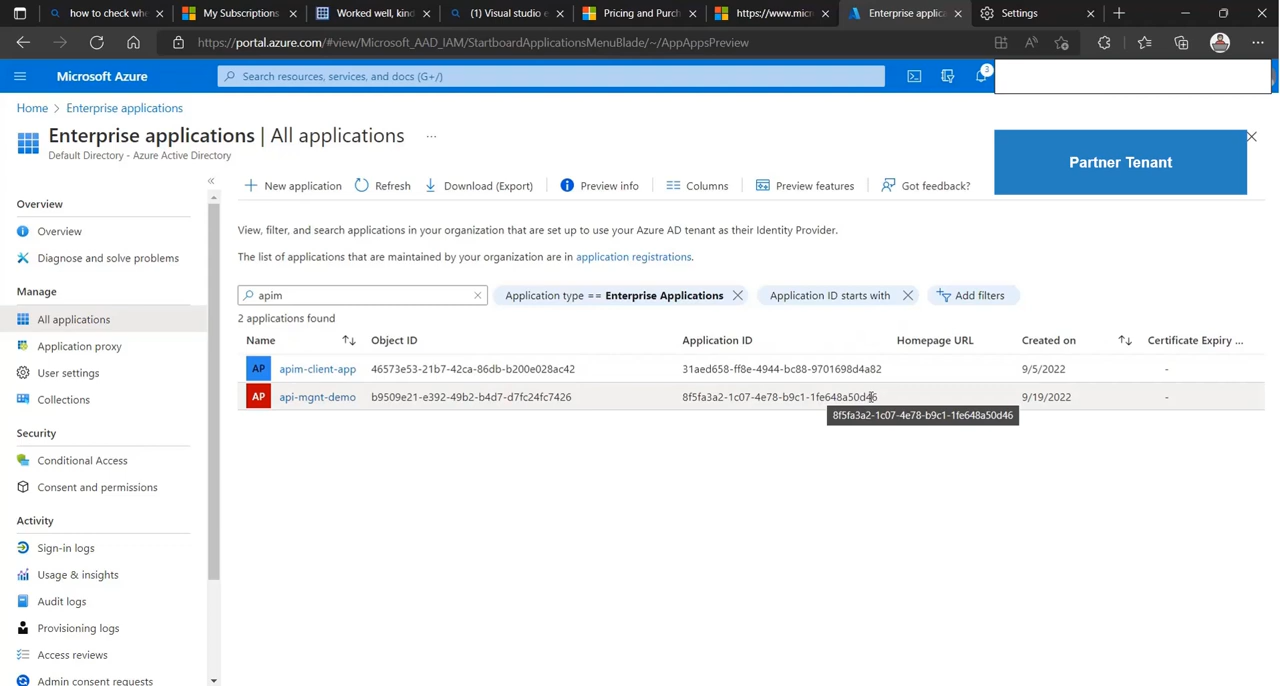 how to check whe
My Subscriptions
Worked well, kind
(1) Visual studio e
Pricing and Purch
https://www.micr
Enterprise applica
Settings
https://portal.azure.com/#view/Microsoft_AAD_IAM/StartboardApplicationsMenuBlade/~/AppAppsPreview
Microsoft Azure
Search resources, services, and docs (G+/)
3
Home > Enterprise applications
Enterprise applications | All applications ...
Default Directory - Azure Active Directory
Partner Tenant
New application
Refresh
Download (Export)
Preview info
Columns
Preview features
Got feedback?
Overview
Overview
Diagnose and solve problems
Manage
All applications
Application proxy
User settings
Collections
Security
Conditional Access
Consent and permissions
Activity
Sign-in logs
Usage & insights
Audit logs
Provisioning logs
Access reviews
Admin consent requests
View, filter, and search applications in your organization that are set up to use your Azure AD tenant as their Identity Provider.
The list of applications that are maintained by your organization are in application registrations.
apim
Application type == Enterprise Applications
Application ID starts with
Add filters
2 applications found
Name Object ID Application ID Homepage URL Created on Certificate Expiry ...
AP apim-client-app 46573e53-21b7-42ca-86db-b200e028ac42 31aed658-ff8e-4944-bc88-9701698d4a82 9/5/2022 -
AP api-mgnt-demo b9509e21-e392-49b2-b4d7-d7fc24fc7426 8f5fa3a2-1c07-4e78-b9c1-1fe648a50d46 9/19/2022 -
8f5fa3a2-1c07-4e78-b9c1-1fe648a50d46